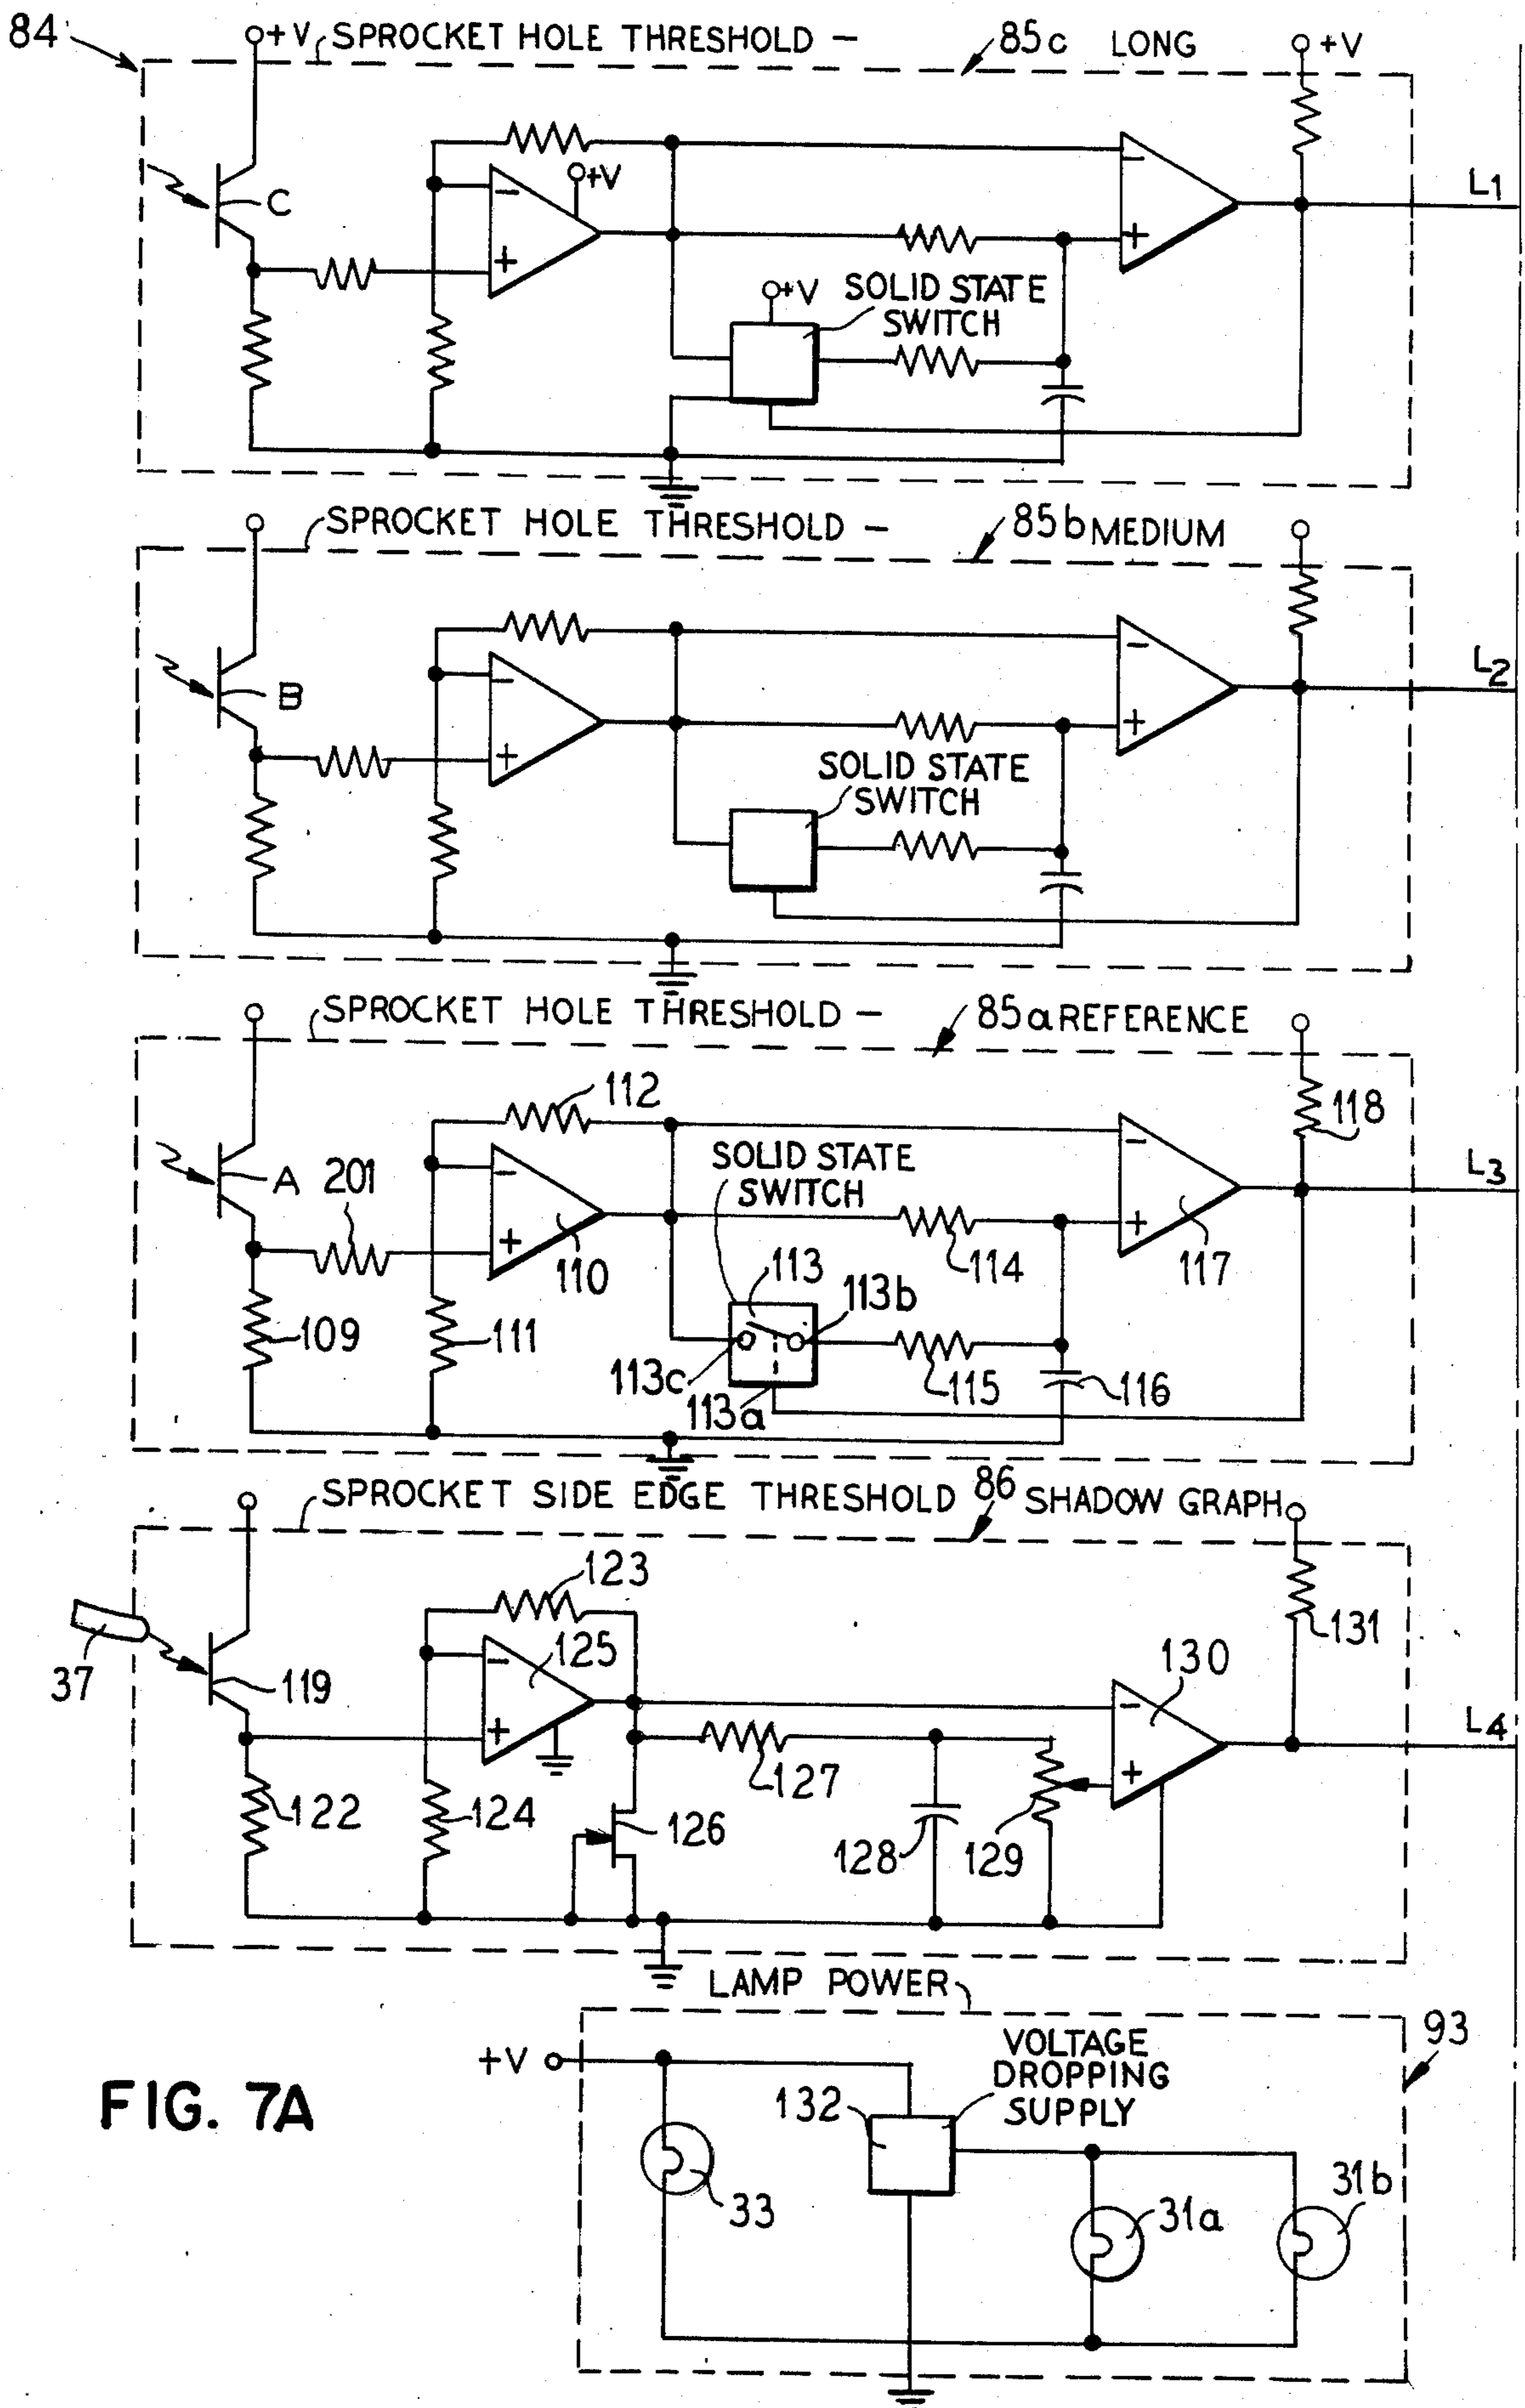 84
+V SPROCKET HOLE THRESHOLD - 85c LONG +V
C
- +V
+
-
+
L1
+V SOLID STATE
SWITCH
SPROCKET HOLE THRESHOLD - 85b MEDIUM
B
-
+
-
+
L2
SOLID STATE
SWITCH
SPROCKET HOLE THRESHOLD - 85a REFERENCE
112
118
A 201
-
+
110
SOLID STATE
SWITCH
-
+
117
L3
114
109
111
113
113b
113c
113a
115
116
SPROCKET SIDE EDGE THRESHOLD 86 SHADOW GRAPH
123
131
37
119
-
+
125
130
-
+
L4
127
122
124
126
128
129
LAMP POWER
93
+V
VOLTAGE
DROPPING
SUPPLY
132
33
31a
31b
FIG. 7A